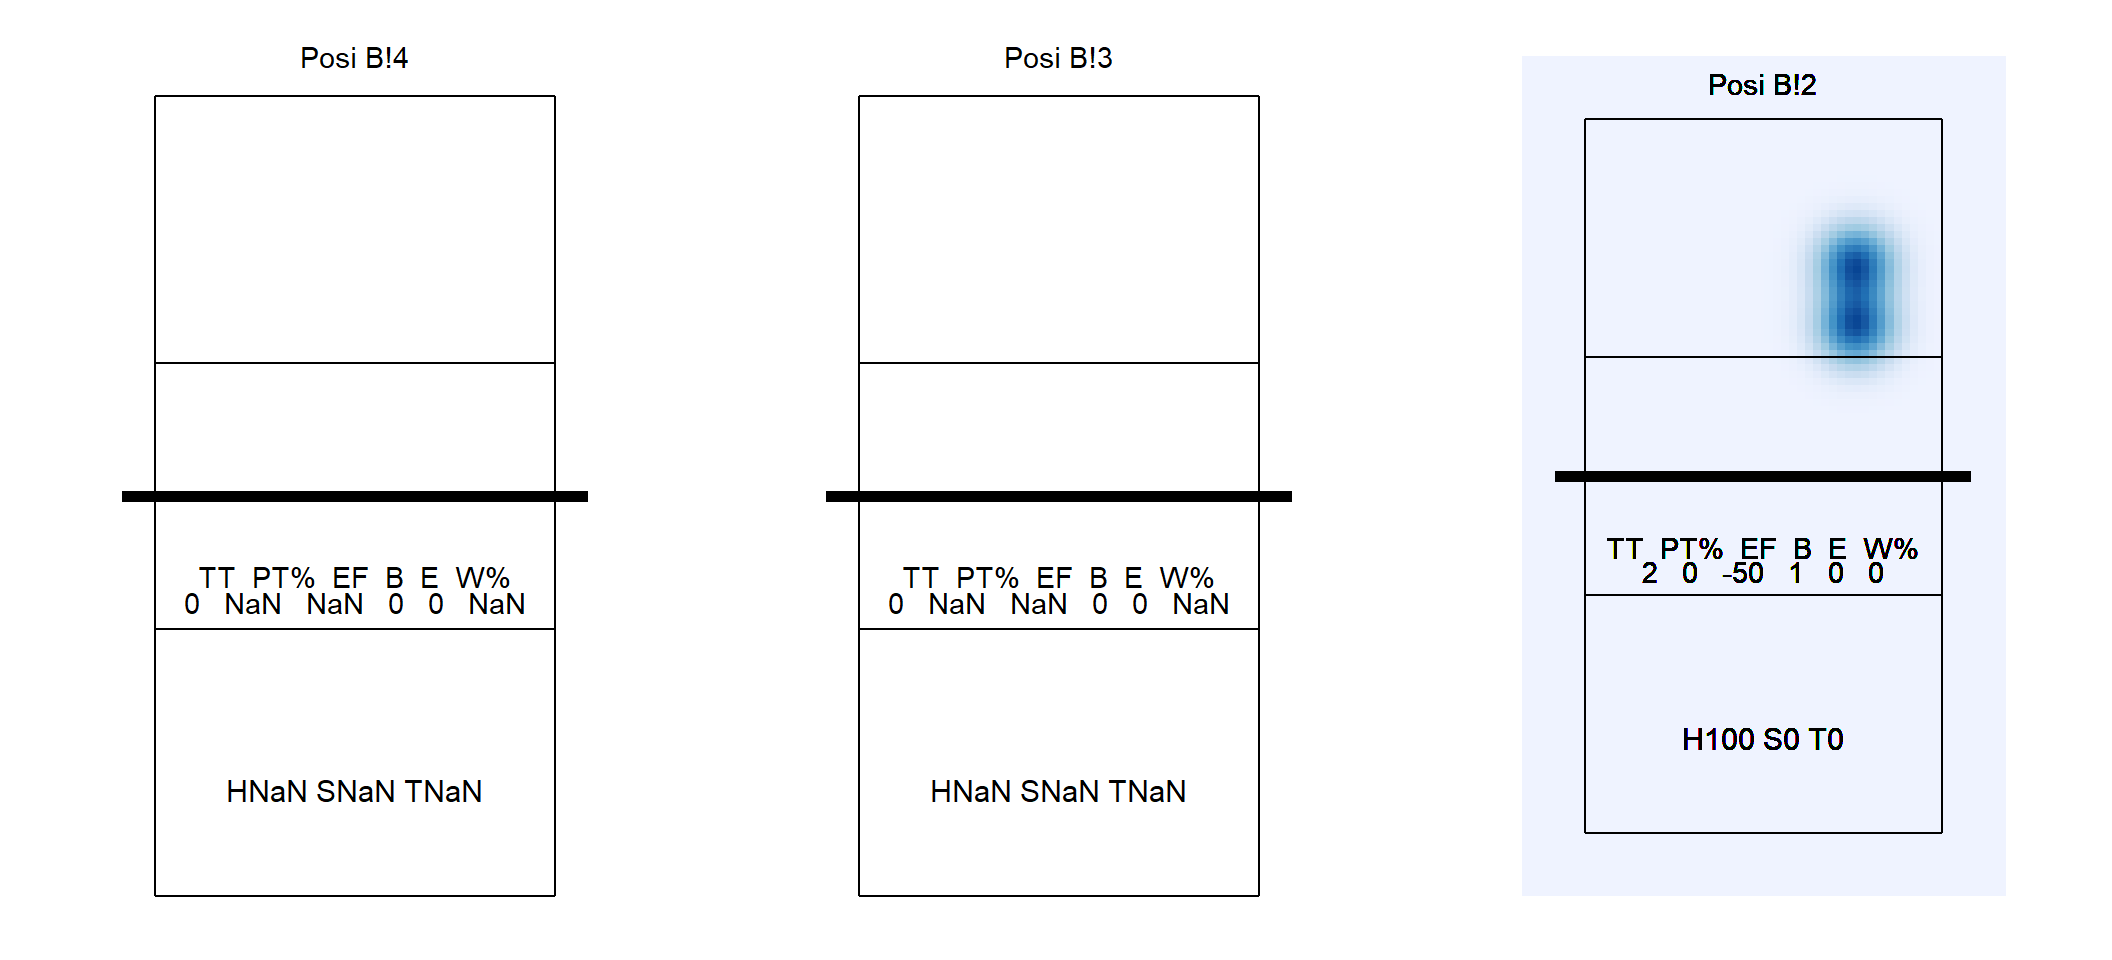 Posi B!4
TT PT% EF B E W%
0 NaN NaN 0 0 NaN
HNaN SNaN TNaN
Posi B!3
TT PT% EF B E W%
0 NaN NaN 0 0 NaN
HNaN SNaN TNaN
Posi B!2
TT PT% EF B E W%
2 0 -50 1 0 0
H100 S0 T0